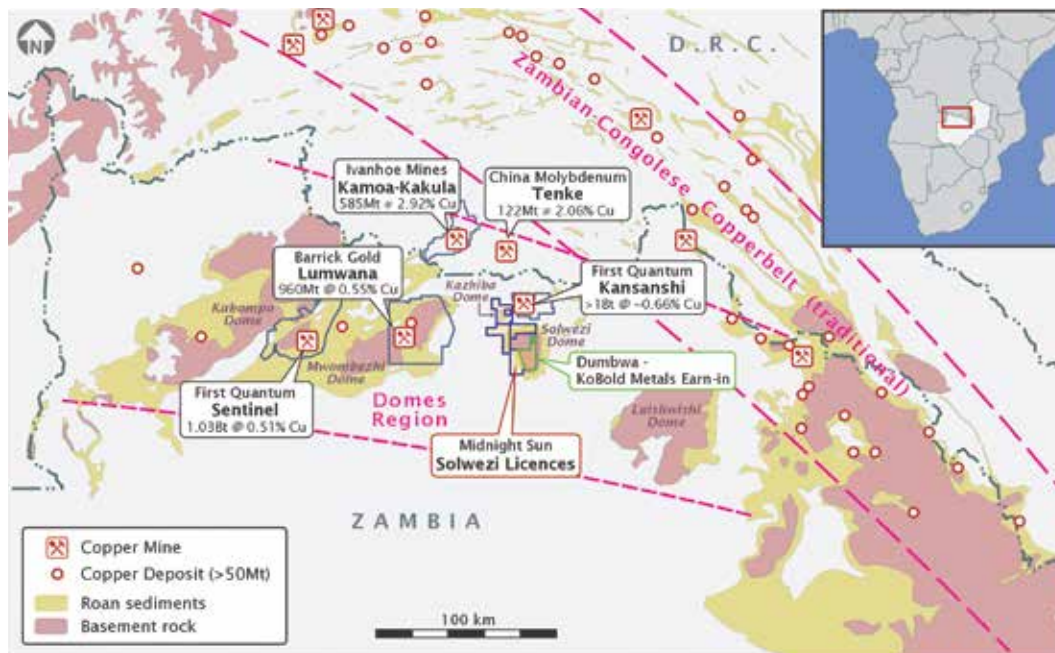 N
D.R.C.
Zambian-Congolese Copperbelt (traditional)
Ivanhoe Mines
Kamoa-Kakula
585Mt @ 2.92% Cu
China Molybdenum
Tenke
122Mt @ 2.06% Cu
Barrick Gold
Lumwana
960Mt @ 0.55% Cu
First Quantum
Kansanshi
>1Bt @ ~0.66% Cu
Kazhiba
Dome
Solwezi
Dome
Kabompo
Dome
Mwombezhi
Dome
Dumbwa -
KoBold Metals Earn-in
First Quantum
Sentinel
1.03Bt @ 0.51% Cu
Domes
Region
Midnight Sun
Solwezi Licences
Dome
ZAMBIA
Copper Mine
Copper Deposit (>50Mt)
Roan sediments
Basement rock
100 km